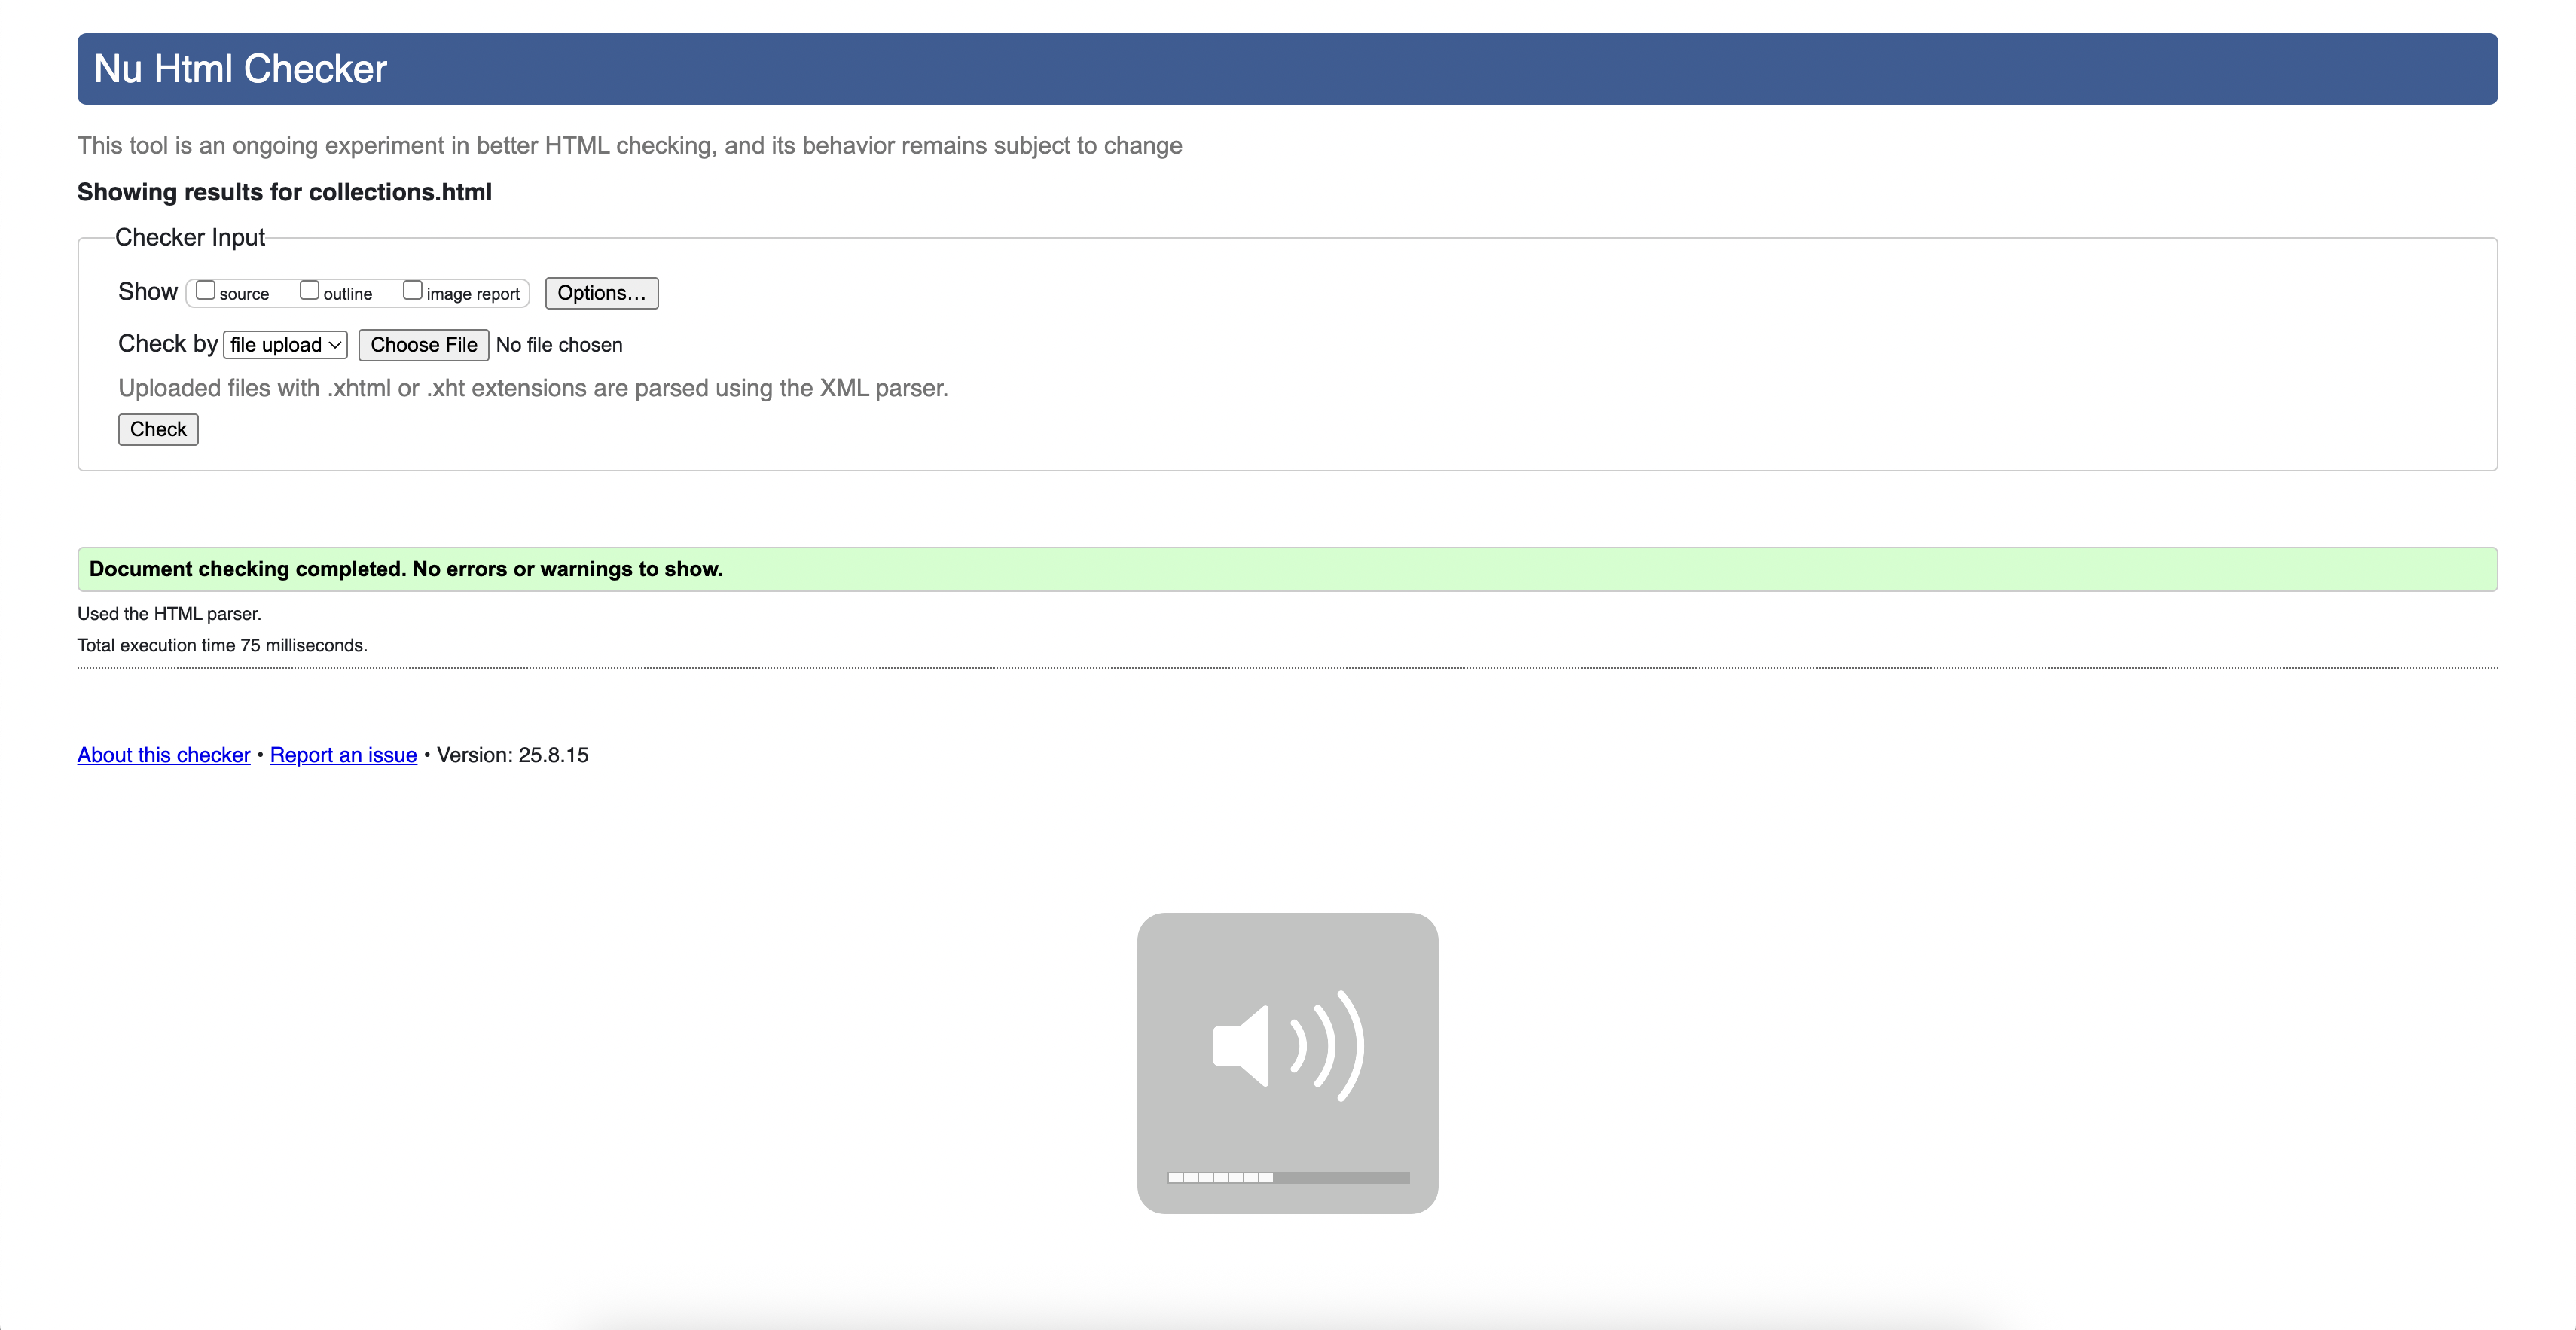 Nu Html Checker
This tool is an ongoing experiment in better HTML checking, and its behavior remains subject to change
Showing results for collections.html
Checker Input
Show source outline image report Options...
Check by file upload Choose File No file chosen
Uploaded files with .xhtml or .xht extensions are parsed using the XML parser.
Check
Document checking completed. No errors or warnings to show.
Used the HTML parser.
Total execution time 75 milliseconds.
About this checker • Report an issue • Version: 25.8.15